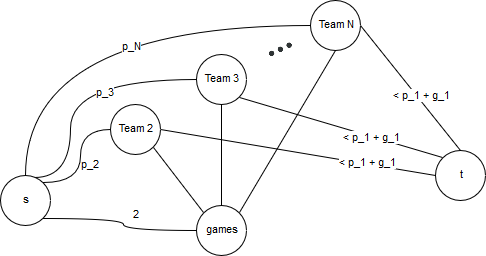 Team N
p_N
Team 3
p_3
< p_1 + g_1
Team 2
< p_1 + g_1
p_2
< p_1 + g_1
t
s
2
games